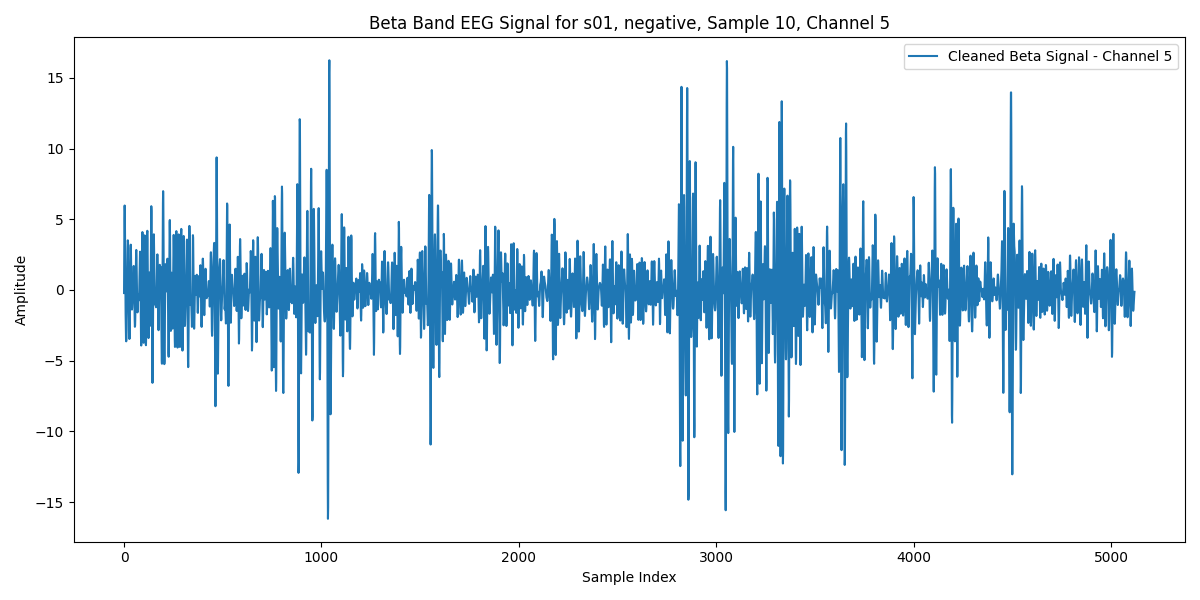 Beta Band EEG Signal for s01, negative, Sample 10, Channel 5
Cleaned Beta Signal - Channel 5
Amplitude
15
10
5
0
−5
−10
−15
0 1000 2000 3000 4000 5000
Sample Index